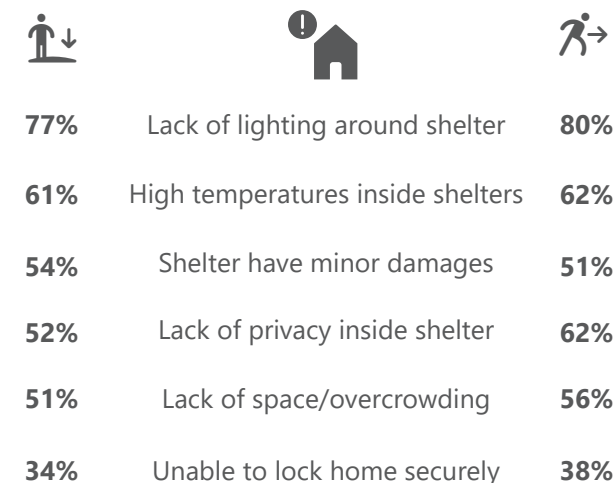 77% Lack of lighting around shelter 80%
61% High temperatures inside shelters 62%
54% Shelter have minor damages 51%
52% Lack of privacy inside shelter 62%
51% Lack of space/overcrowding 56%
34% Unable to lock home securely 38%